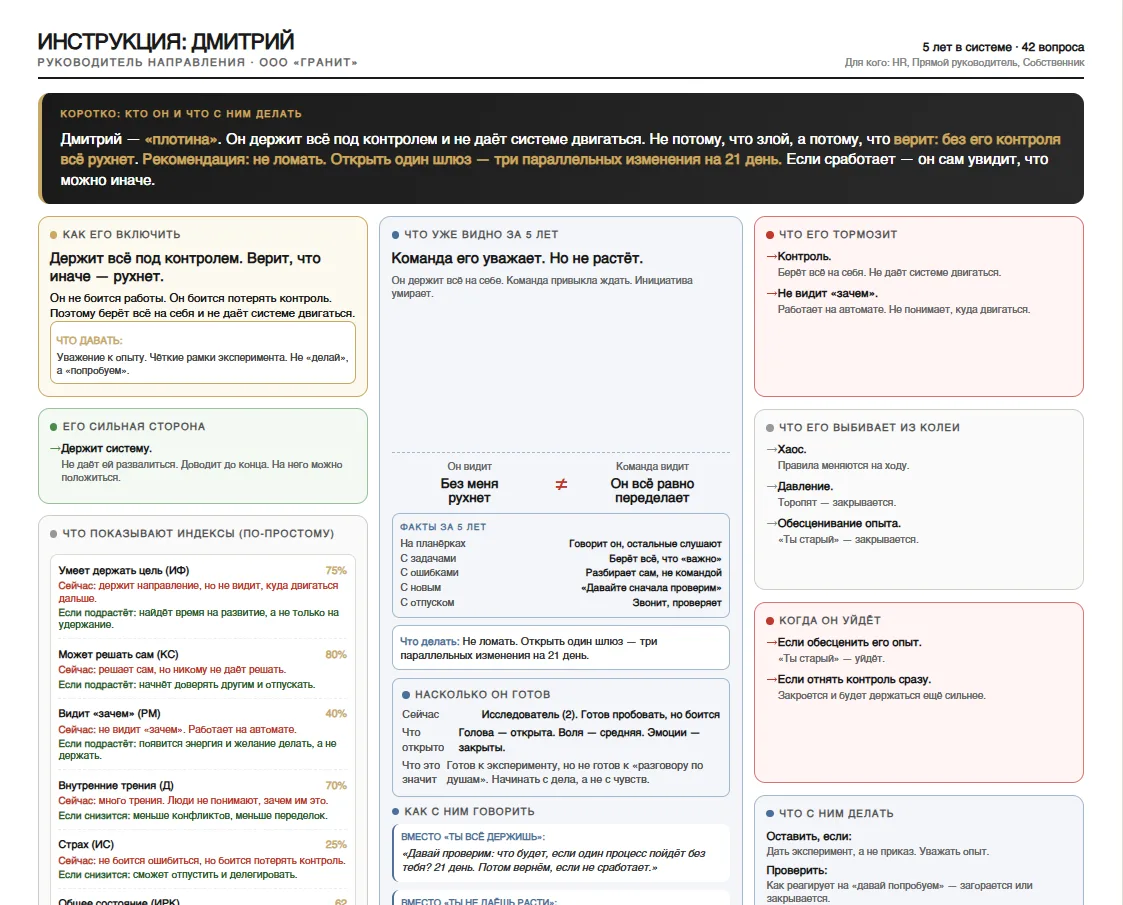 ИНСТРУКЦИЯ: ДМИТРИЙ
РУКОВОДИТЕЛЬ НАПРАВЛЕНИЯ · ООО «ГРАНИТ»
5 лет в системе · 42 вопроса
Для кого: HR, Прямой руководитель, Собственник
КОРОТКО: КТО ОН И ЧТО С НИМ ДЕЛАТЬ
Дмитрий — «плотина». Он держит всё под контролем и не даёт системе двигаться. Не потому, что злой, а потому, что верит: без его контроля
всё рухнет. Рекомендация: не ломать. Открыть один шлюз — три параллельных изменения на 21 день. Если сработает — он сам увидит, что
можно иначе.
КАК ЕГО ВКЛЮЧИТЬ
Держит всё под контролем. Верит, что
иначе — рухнет.
Он не боится работы. Он боится потерять контроль.
Поэтому берёт всё на себя и не даёт системе двигаться.
ЧТО ДАВАТЬ:
Уважение к опыту. Чёткие рамки эксперимента. Не «делай»,
а «попробуем».
ЕГО СИЛЬНАЯ СТОРОНА
→Держит систему.
Не даёт ей развалиться. Доводит до конца. На него можно
положиться.
ЧТО ПОКАЗЫВАЮТ ИНДЕКСЫ (ПО-ПРОСТОМУ)
Умеет держать цель (ИФ) 75%
Сейчас: держит направление, но не видит, куда двигаться
дальше.
Если подрастёт: найдёт время на развитие, а не только на
удержание.
Может решать сам (КС) 80%
Сейчас: решает сам, но никому не даёт решать.
Если подрастёт: начнёт доверять другим и отпускать.
Видит «зачем» (РМ) 40%
Сейчас: не видит «зачем». Работает на автомате.
Если подрастёт: появится энергия и желание делать, а не
держать.
Внутренние трения (Д) 70%
Сейчас: много трения. Люди не понимают, зачем им это.
Если снизится: меньше конфликтов, меньше переделок.
Страх (ИС) 25%
Сейчас: не боится ошибиться, но боится потерять контроль.
Если снизится: сможет отпустить и делегировать.
Общее состояние (ИРК) 62
ЧТО УЖЕ ВИДНО ЗА 5 ЛЕТ
Команда его уважает. Но не растёт.
Он держит всё на себе. Команда привыкла ждать. Инициатива
умирает.
Он видит
Без меня
рухнет
≠
Команда видит
Он всё равно
переделает
ФАКТЫ ЗА 5 ЛЕТ
На планёрках Говорит он, остальные слушают
С задачами Берёт всё, что «важно»
С ошибками Разбирает сам, не командой
С новым «Давайте сначала проверим»
С отпуском Звонит, проверяет
Что делать: Не ломать. Открыть один шлюз — три
параллельных изменения на 21 день.
НАСКОЛЬКО ОН ГОТОВ
Сейчас Исследователь (2). Готов пробовать, но боится
Что Голова — открыта. Воля — средняя. Эмоции —
открыто закрыты.
Что это Готов к эксперименту, но не готов к «разговору по
значит душам». Начинать с дела, а не с чувств.
КАК С НИМ ГОВОРИТЬ
ВМЕСТО «ТЫ ВСЁ ДЕРЖИШЬ»:
«Давай проверим: что будет, если один процесс пойдёт без
тебя? 21 день. Потом вернём, если не сработает.»
ВМЕСТО «ТЫ НЕ ДАЁШЬ РАСТИ»:
ЧТО ЕГО ТОРМОЗИТ
→Контроль.
Берёт всё на себя. Не даёт системе двигаться.
→Не видит «зачем».
Работает на автомате. Не понимает, куда двигаться.
ЧТО ЕГО ВЫБИВАЕТ ИЗ КОЛЕИ
→Хаос.
Правила меняются на ходу.
→Давление.
Торопят — закрывается.
→Обесценивание опыта.
«Ты старый» — закрывается.
КОГДА ОН УЙДЁТ
→Если обесценить его опыт.
«Ты старый» — уйдёт.
→Если отнять контроль сразу.
Закроется и будет держаться ещё сильнее.
ЧТО С НИМ ДЕЛАТЬ
Оставить, если:
Дать эксперимент, а не приказ. Уважать опыт.
Проверить:
Как реагирует на «давай попробуем» — загорается или
закрывается.